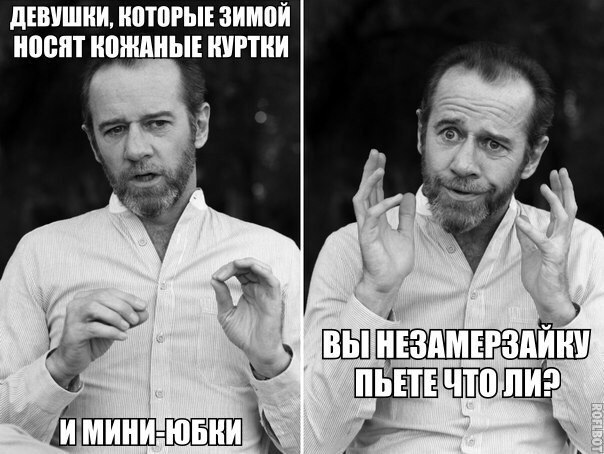 ДЕВУШКИ, КОТОРЫЕ ЗИМОЙ
НОСЯТ КОЖАНЫЕ КУРТКИ
И МИНИ-ЮБКИ
ВЫ НЕЗАМЕРЗАЙКУ
ПЬЕТЕ ЧТО ЛИ?
ROFLBOT